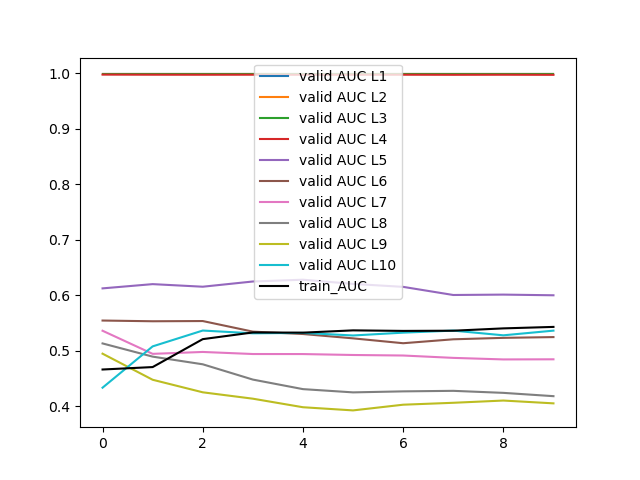 1.0
0.9
0.8
0.7
0.6
0.5
0.4
valid AUC L1
valid AUC L2
valid AUC L3
valid AUC L4
valid AUC L5
valid AUC L6
valid AUC L7
valid AUC L8
valid AUC L9
valid AUC L10
train_AUC
0 2 4 6 8